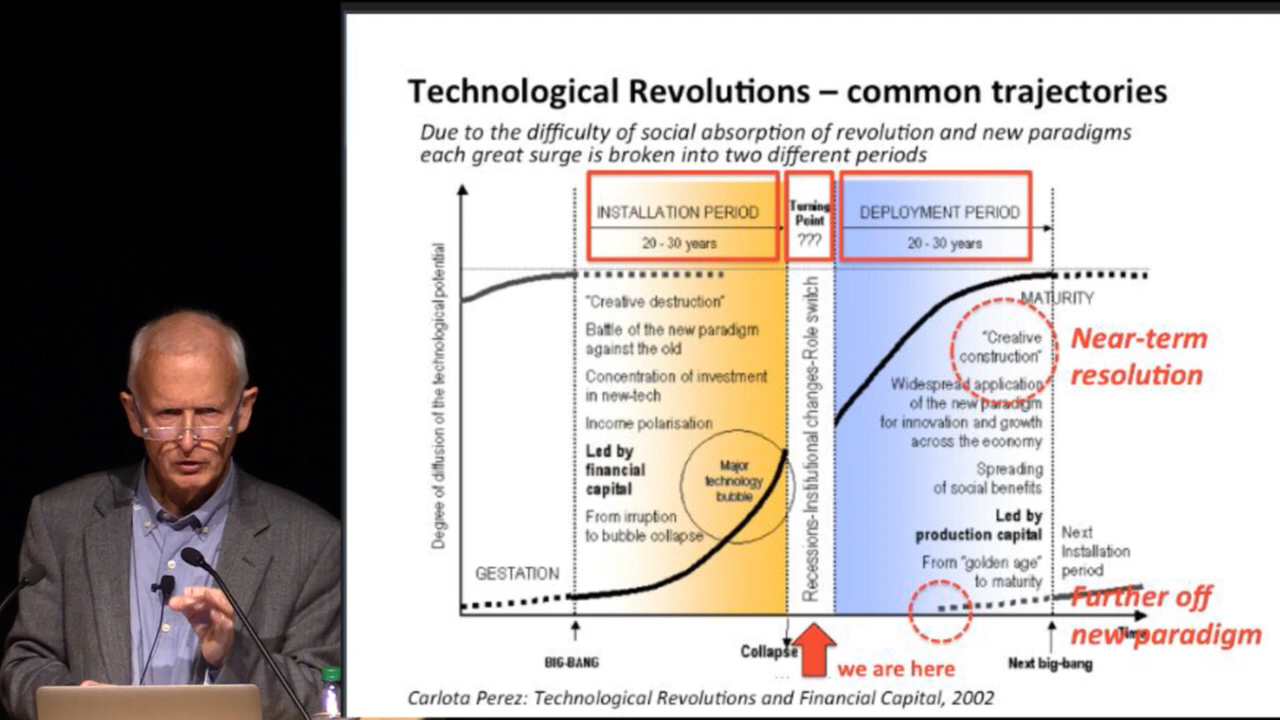 Technological Revolutions – common trajectories
Due to the difficulty of social absorption of revolution and new paradigms
each great surge is broken into two different periods
INSTALLATION PERIOD
20 - 30 years
Turning
Point
???
DEPLOYMENT PERIOD
20 - 30 years
Degree of diffusion of the technological potential
"Creative destruction"
Battle of the new paradigm
against the old
Concentration of investment
in new-tech
Income polarisation
Led by
financial
capital
From irruption
to bubble collapse
Major
technology
bubble
GESTATION
Recessions-Institutional changes-Role switch
MATURITY
"Creative
construction"
Widespread application
of the new paradigm
for innovation and growth
across the economy
Spreading
of social benefits
Led by
production capital
From "golden age"
to maturity
Near-term
resolution
Next
Installation
period
Further off
new paradigm
Time
BIG-BANG
Collapse
we are here
Next big-bang
Carlota Perez: Technological Revolutions and Financial Capital, 2002